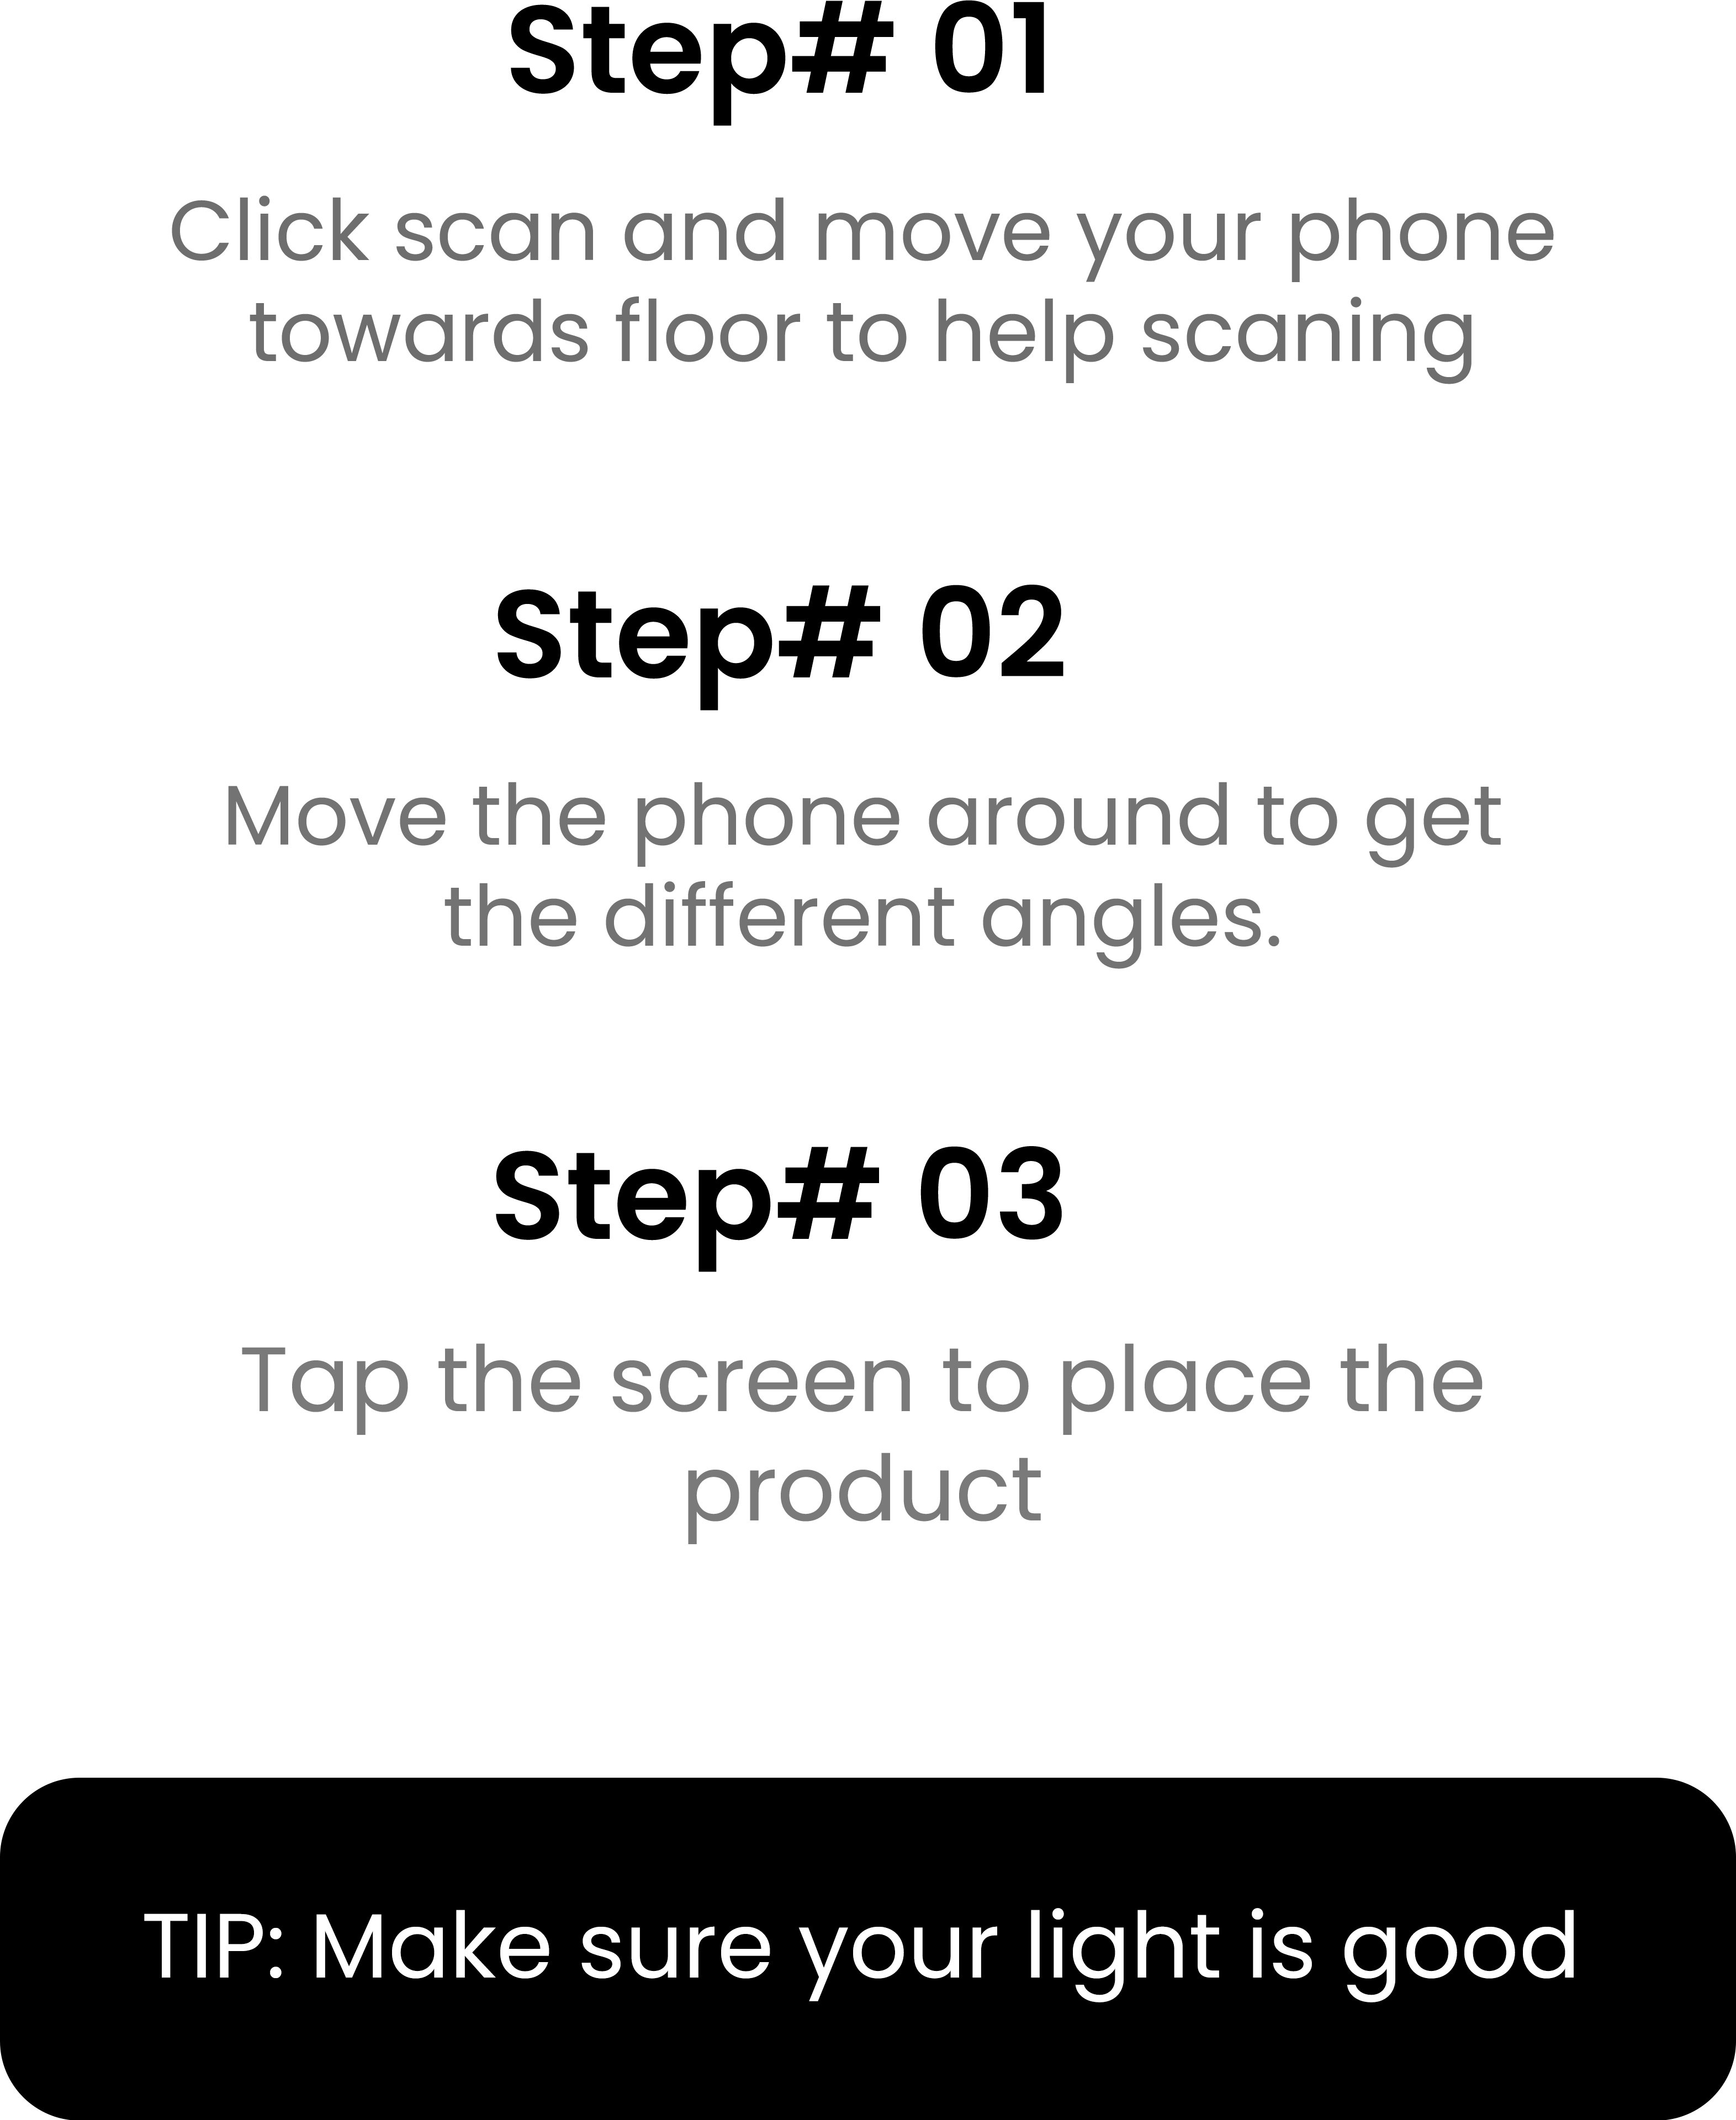 Step# 01
Click scan and move your phone
towards floor to help scaning
Step# 02
Move the phone around to get
the different angles.
Step# 03
Tap the screen to place the
product
TIP: Make sure your light is good